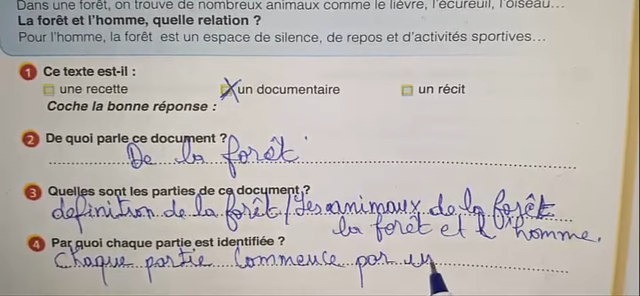 Dans une forêt, on trouve de nombreux animaux comme le lièvre, l'écureuil, l'oiseau...
La forêt et l'homme, quelle relation ?
Pour l'homme, la forêt est un espace de silence, de repos et d'activités sportives...
1 Ce texte est-il :
une recette un documentaire un récit
Coche la bonne réponse :
2 De quoi parle ce document ?
De la forêt
3 Quelles sont les parties de ce document ?
définition de la forêt / les animaux de la forêt
la forêt et l'homme.
4 Par quoi chaque partie est identifiée ?
chaque partie commence par un